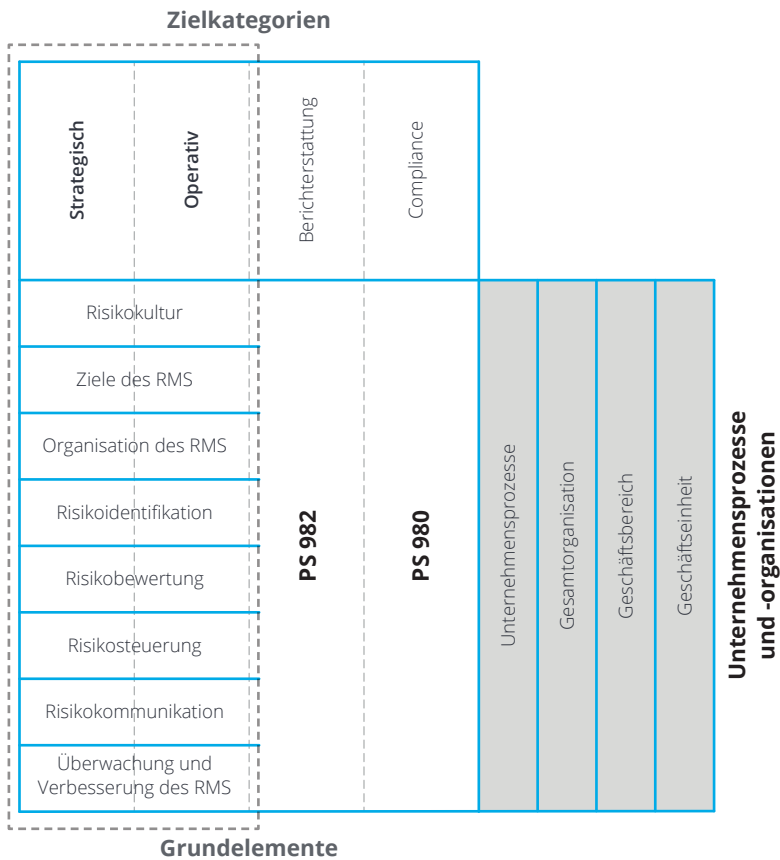 Zielkategorien
Strategisch
Operativ
Berichterstattung
Compliance
Risikokultur
Ziele des RMS
Organisation des RMS
Risikoidentifikation
Risikobewertung
Risikosteuerung
Risikokommunikation
Überwachung und
Verbesserung des RMS
PS 982
PS 980
Unternehmensprozesse
Gesamtorganisation
Geschäftsbereich
Geschäftseinheit
Unternehmensprozesse
und -organisationen
Grundelemente